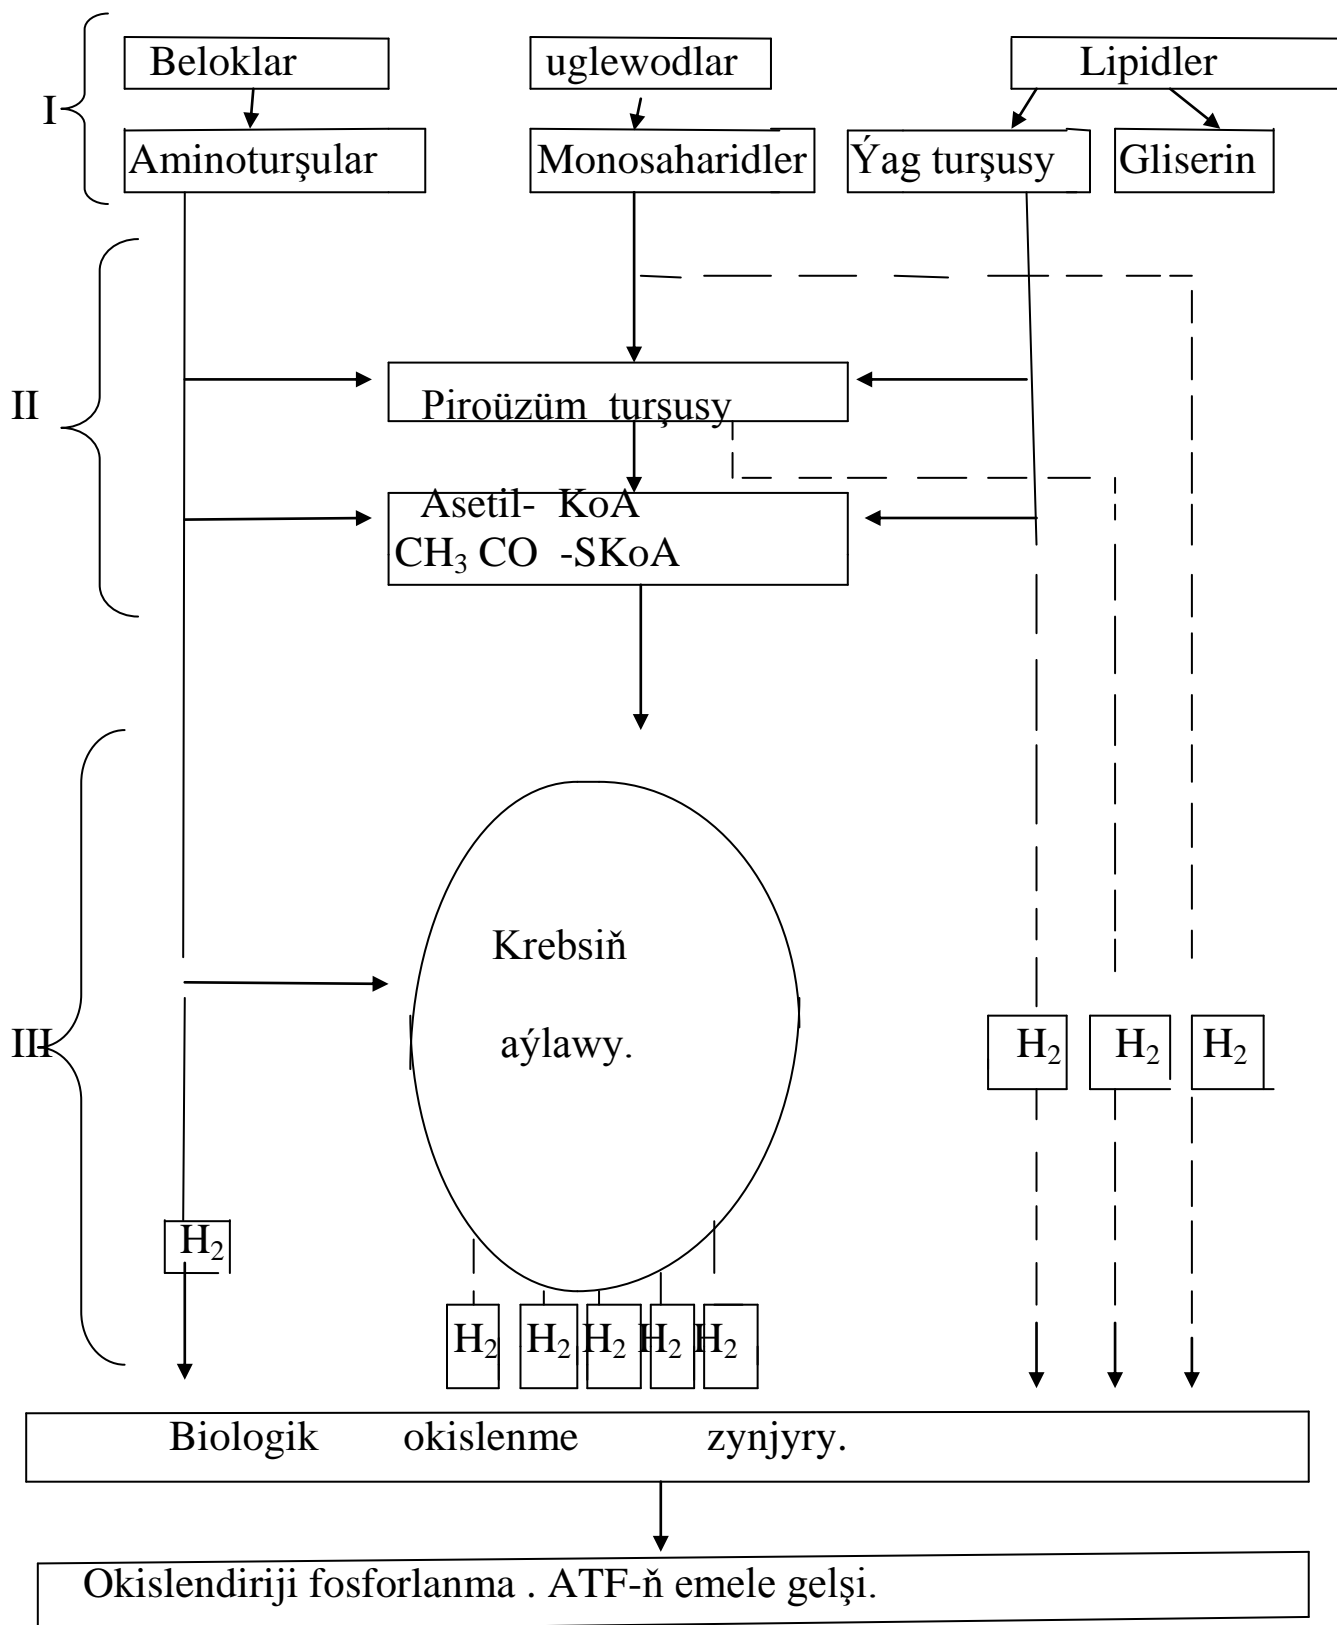 Beloklar uglewodlar Lipidler
I
Aminoturşular Monosaharidler Ýag turşusy Gliserin
II
Piroüzüm turşusy
Asetil- KoA
CH₃ CO -SKoA
Krebsiň
III
aýlawy.
H₂ H₂ H₂
H₂
H₂ H₂ H₂ H₂ H₂
Biologik okislenme zynjyry.
Okislendiriji fosforlanma . ATF-ň emele gelşi.